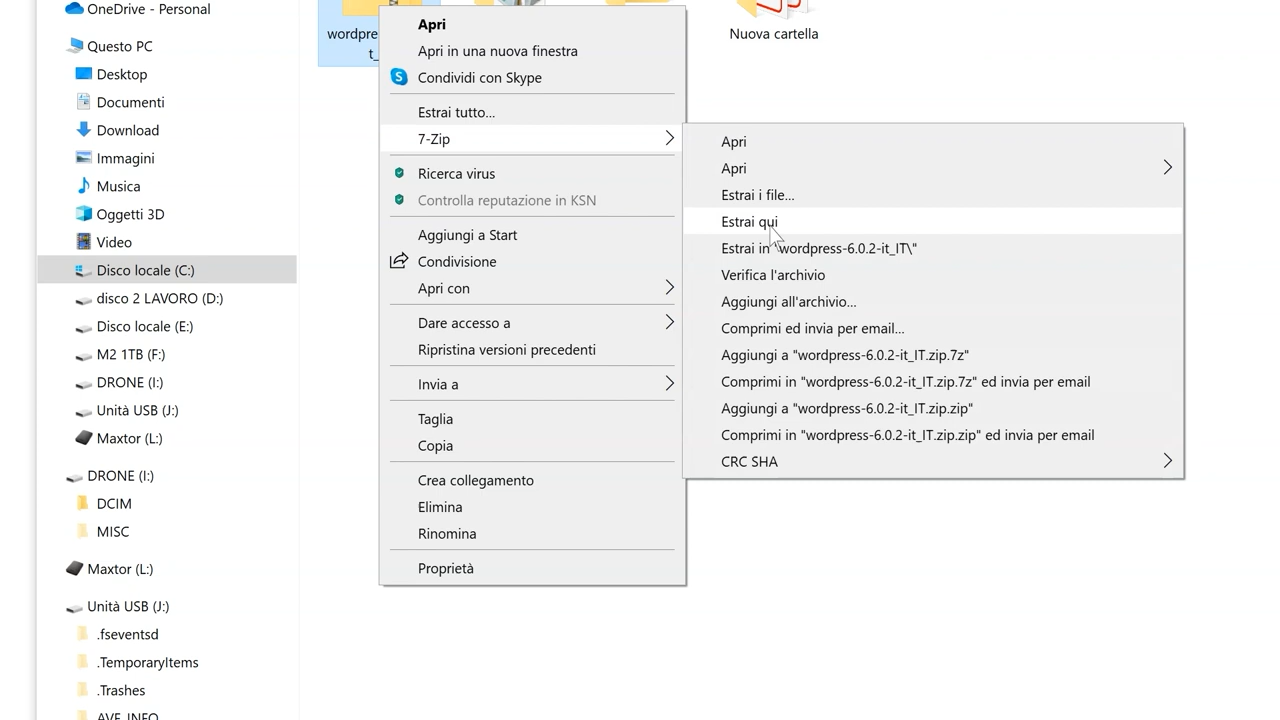 OneDrive - Personal
Questo PC
Desktop
Documenti
Download
Immagini
Musica
Oggetti 3D
Video
Disco locale (C:)
disco 2 LAVORO (D:)
Disco locale (E:)
M2 1TB (F:)
DRONE (I:)
Unità USB (J:)
Maxtor (L:)
DRONE (I:)
DCIM
MISC
Maxtor (L:)
Unità USB (J:)
.fseventsd
.TemporaryItems
.Trashes
AVF_INFO
wordpre
t_
Nuova cartella
Apri
Apri in una nuova finestra
Condividi con Skype
Estrai tutto...
7-Zip
Ricerca virus
Controlla reputazione in KSN
Aggiungi a Start
Condivisione
Apri con
Dare accesso a
Ripristina versioni precedenti
Invia a
Taglia
Copia
Crea collegamento
Elimina
Rinomina
Proprietà
Apri
Apri
Estrai i file...
Estrai qui
Estrai in "wordpress-6.0.2-it_IT\"
Verifica l'archivio
Aggiungi all'archivio...
Comprimi ed invia per email...
Aggiungi a "wordpress-6.0.2-it_IT.zip.7z"
Comprimi in "wordpress-6.0.2-it_IT.zip.7z" ed invia per email
Aggiungi a "wordpress-6.0.2-it_IT.zip.zip"
Comprimi in "wordpress-6.0.2-it_IT.zip.zip" ed invia per email
CRC SHA